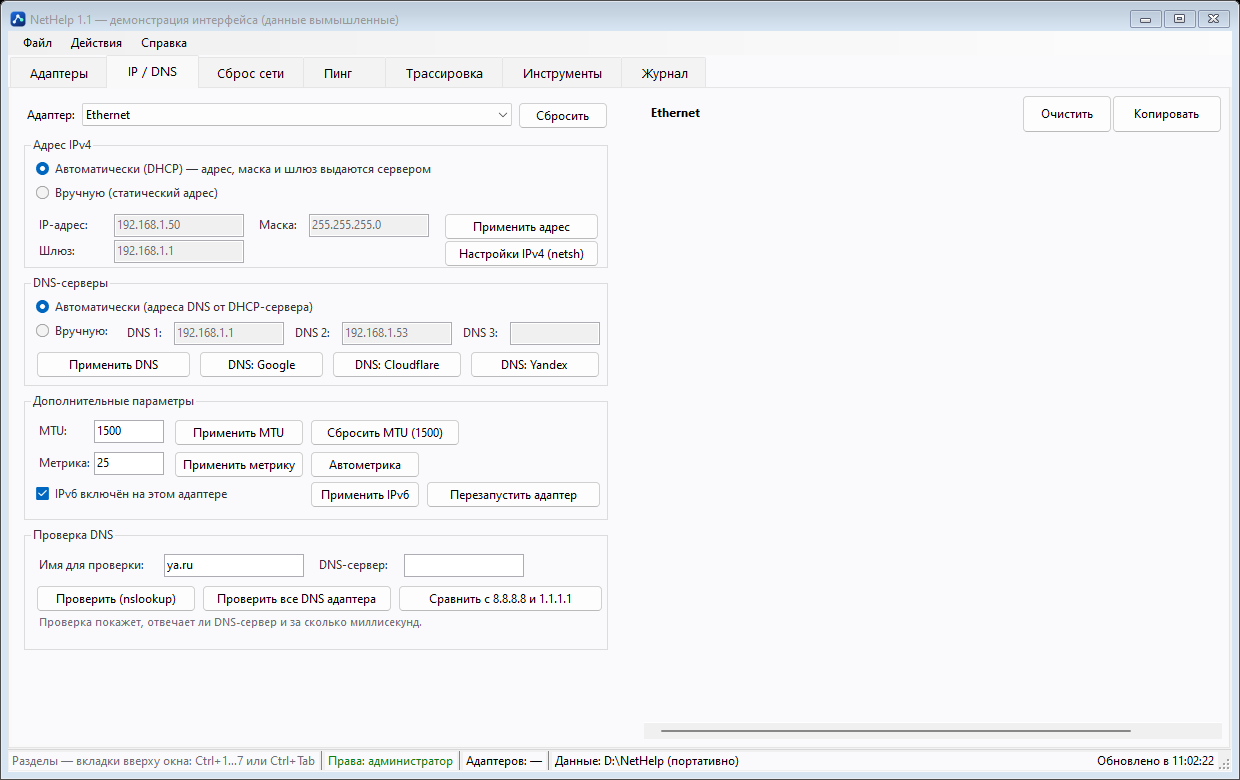 NetHelp 1.1 — демонстрация интерфейса (данные вымышленные)
Файл Действия Справка
Адаптеры IP / DNS Сброс сети Пинг Трассировка Инструменты Журнал
Адаптер: Ethernet Сбросить
Адрес IPv4
Автоматически (DHCP) — адрес, маска и шлюз выдаются сервером
Вручную (статический адрес)
IP-адрес: 192.168.1.50 Маска: 255.255.255.0 Применить адрес
Шлюз: 192.168.1.1 Настройки IPv4 (netsh)
DNS-серверы
Автоматически (адреса DNS от DHCP-сервера)
Вручную: DNS 1: 192.168.1.1 DNS 2: 192.168.1.53 DNS 3:
Применить DNS DNS: Google DNS: Cloudflare DNS: Yandex
Дополнительные параметры
MTU: 1500 Применить MTU Сбросить MTU (1500)
Метрика: 25 Применить метрику Автометрика
IPv6 включён на этом адаптере Применить IPv6 Перезапустить адаптер
Проверка DNS
Имя для проверки: ya.ru DNS-сервер:
Проверить (nslookup) Проверить все DNS адаптера Сравнить с 8.8.8.8 и 1.1.1.1
Проверка покажет, отвечает ли DNS-сервер и за сколько миллисекунд.
Ethernet Очистить Копировать
Разделы — вкладки вверху окна: Ctrl+1...7 или Ctrl+Tab Права: администратор Адаптеров: — Данные: D:\NetHelp (портативно) Обновлено в 11:02:22